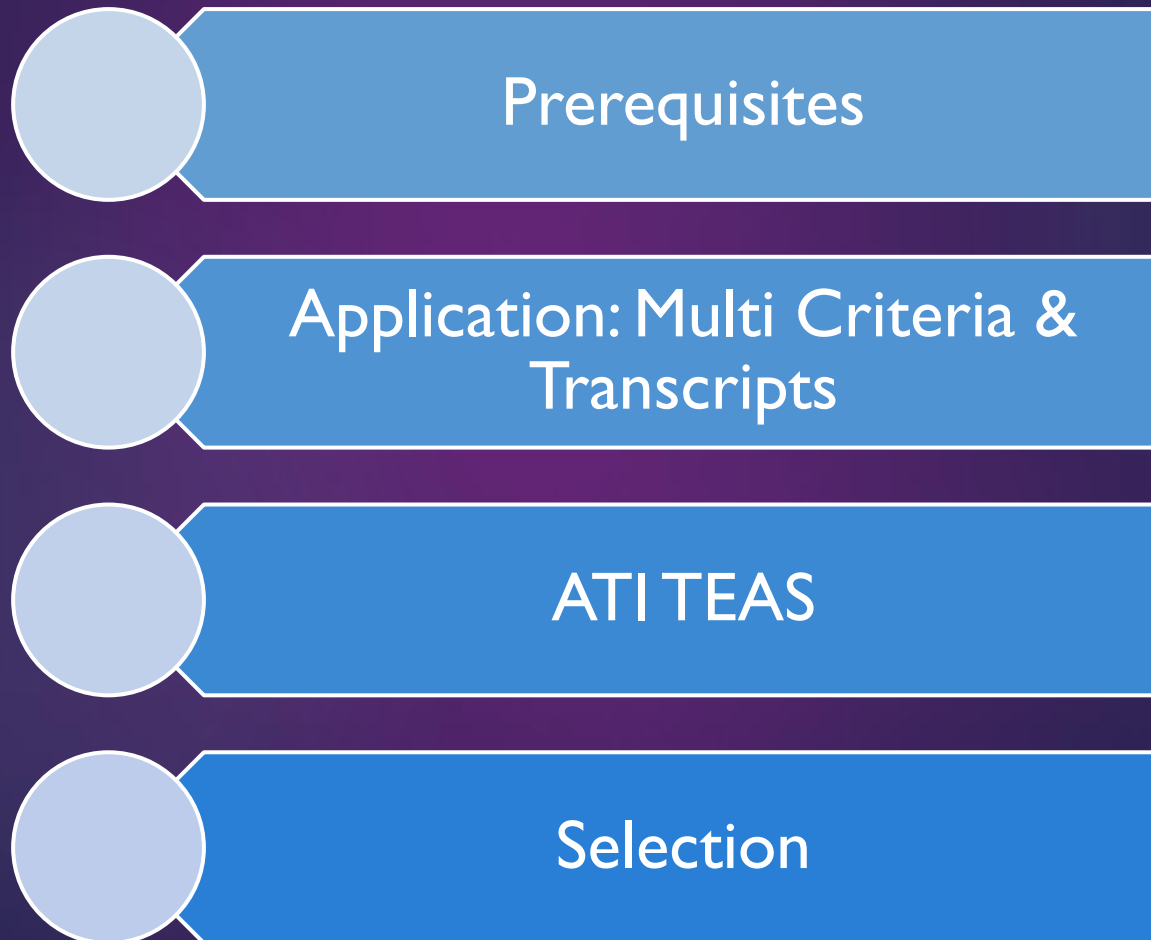 Prerequisites
Application: Multi Criteria &
Transcripts
ATI TEAS
Selection